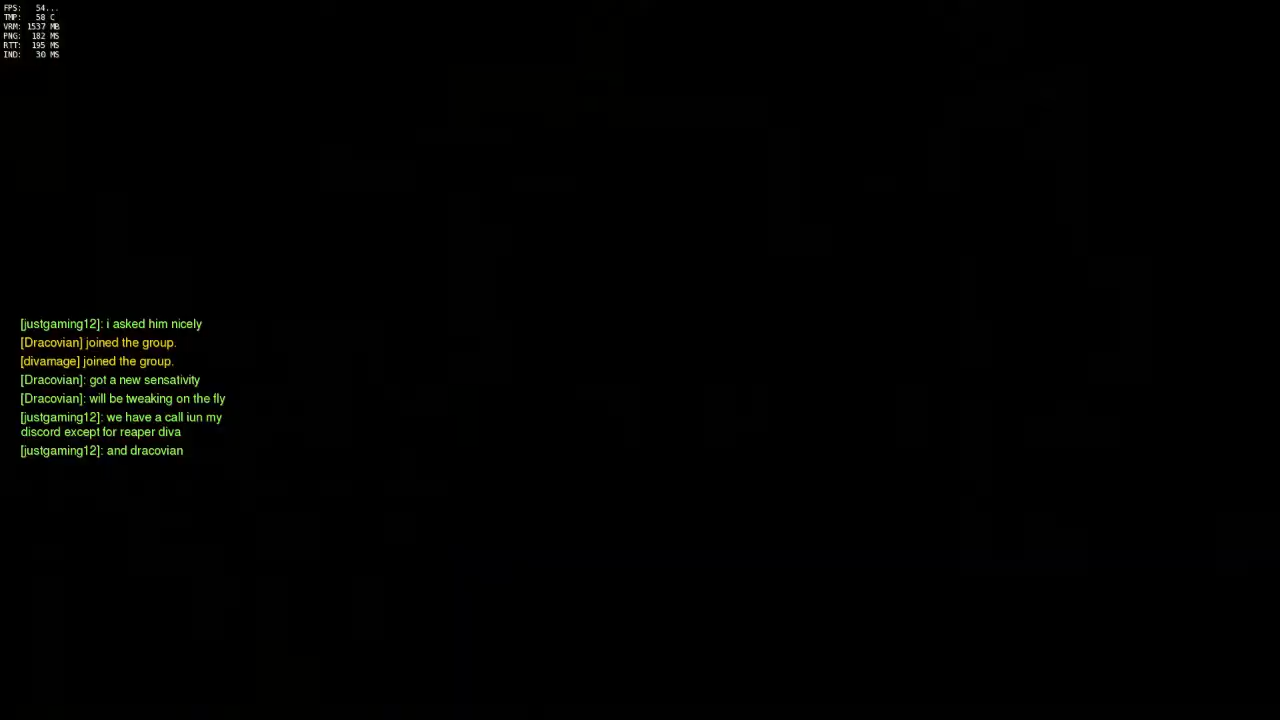 FPS: 54...
TMP: 58 C
VRM: 1537 MB
PNG: 182 MS
RTT: 195 MS
IND: 30 MS
[justgaming12]: i asked him nicely
[Dracovian] joined the group.
[divamage] joined the group.
[Dracovian]: got a new sensativity
[Dracovian]: will be tweaking on the fly
[justgaming12]: we have a call iun my
discord except for reaper diva
[justgaming12]: and dracovian